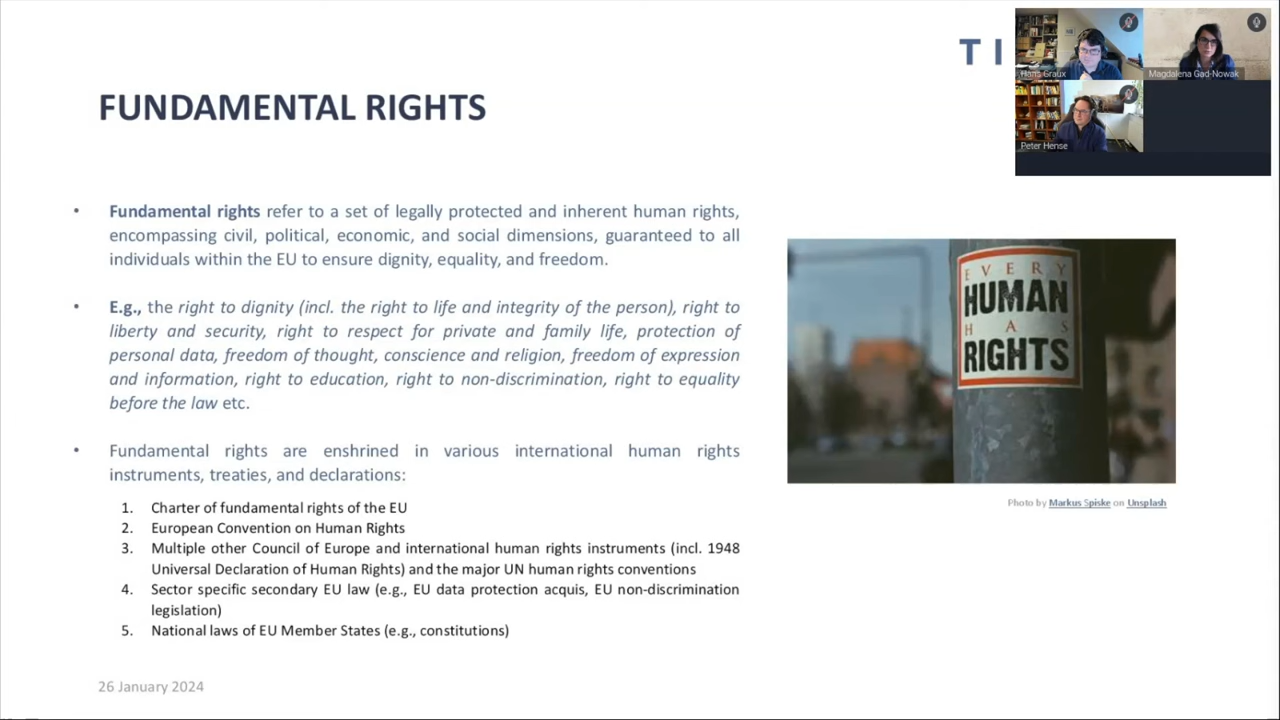 T I
FUNDAMENTAL RIGHTS
Hans Graux
Magdalena Gad-Nowak
Peter Hense
• Fundamental rights refer to a set of legally protected and inherent human rights,
encompassing civil, political, economic, and social dimensions, guaranteed to all
individuals within the EU to ensure dignity, equality, and freedom.
• E.g., the right to dignity (incl. the right to life and integrity of the person), right to
liberty and security, right to respect for private and family life, protection of
personal data, freedom of thought, conscience and religion, freedom of expression
and information, right to education, right to non-discrimination, right to equality
before the law etc.
• Fundamental rights are enshrined in various international human rights
instruments, treaties, and declarations:
1. Charter of fundamental rights of the EU
2. European Convention on Human Rights
3. Multiple other Council of Europe and international human rights instruments (incl. 1948
Universal Declaration of Human Rights) and the major UN human rights conventions
4. Sector specific secondary EU law (e.g., EU data protection acquis, EU non-discrimination
legislation)
5. National laws of EU Member States (e.g., constitutions)
EVERY
HUMAN
HAS
RIGHTS
Photo by Markus Spiske on Unsplash
26 January 2024